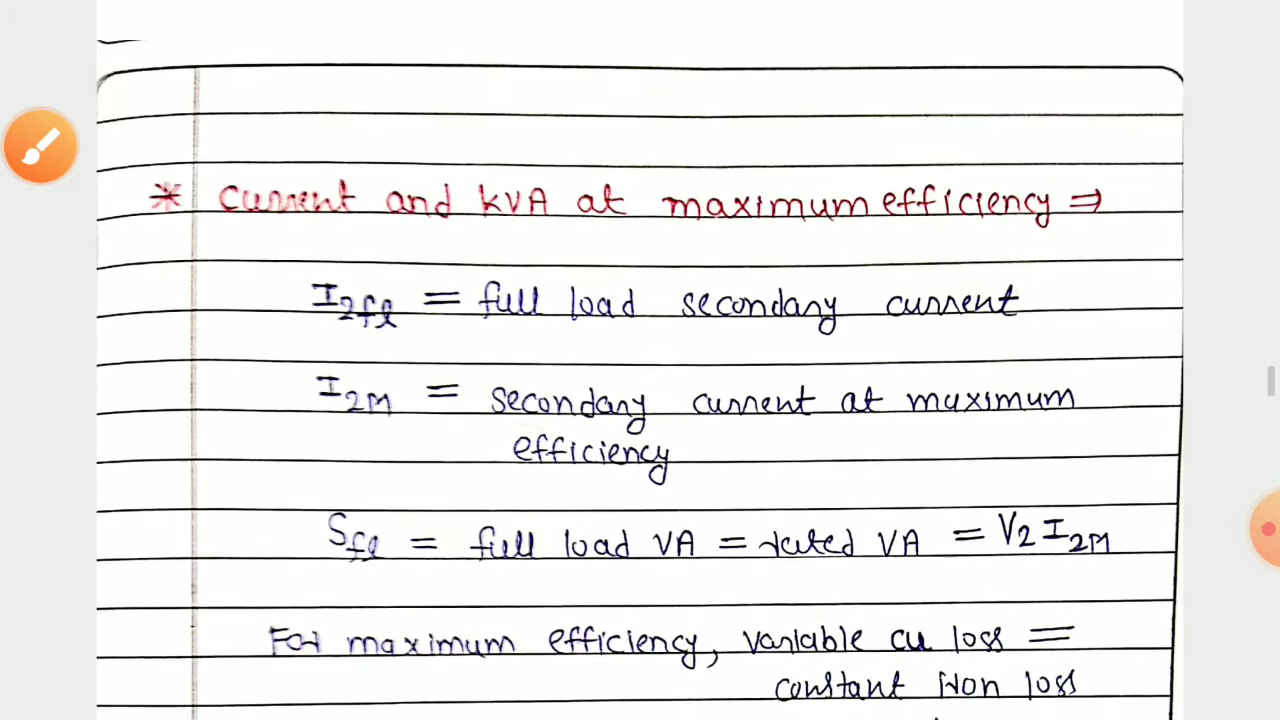 * Current and kVA at maximum efficiency ⇒
I2fl = full load secondary current
I2M = secondary current at maximum
efficiency
Sfl = full load VA = rated VA = V2 I2M
For maximum efficiency, variable cu loss =
constant Iron loss